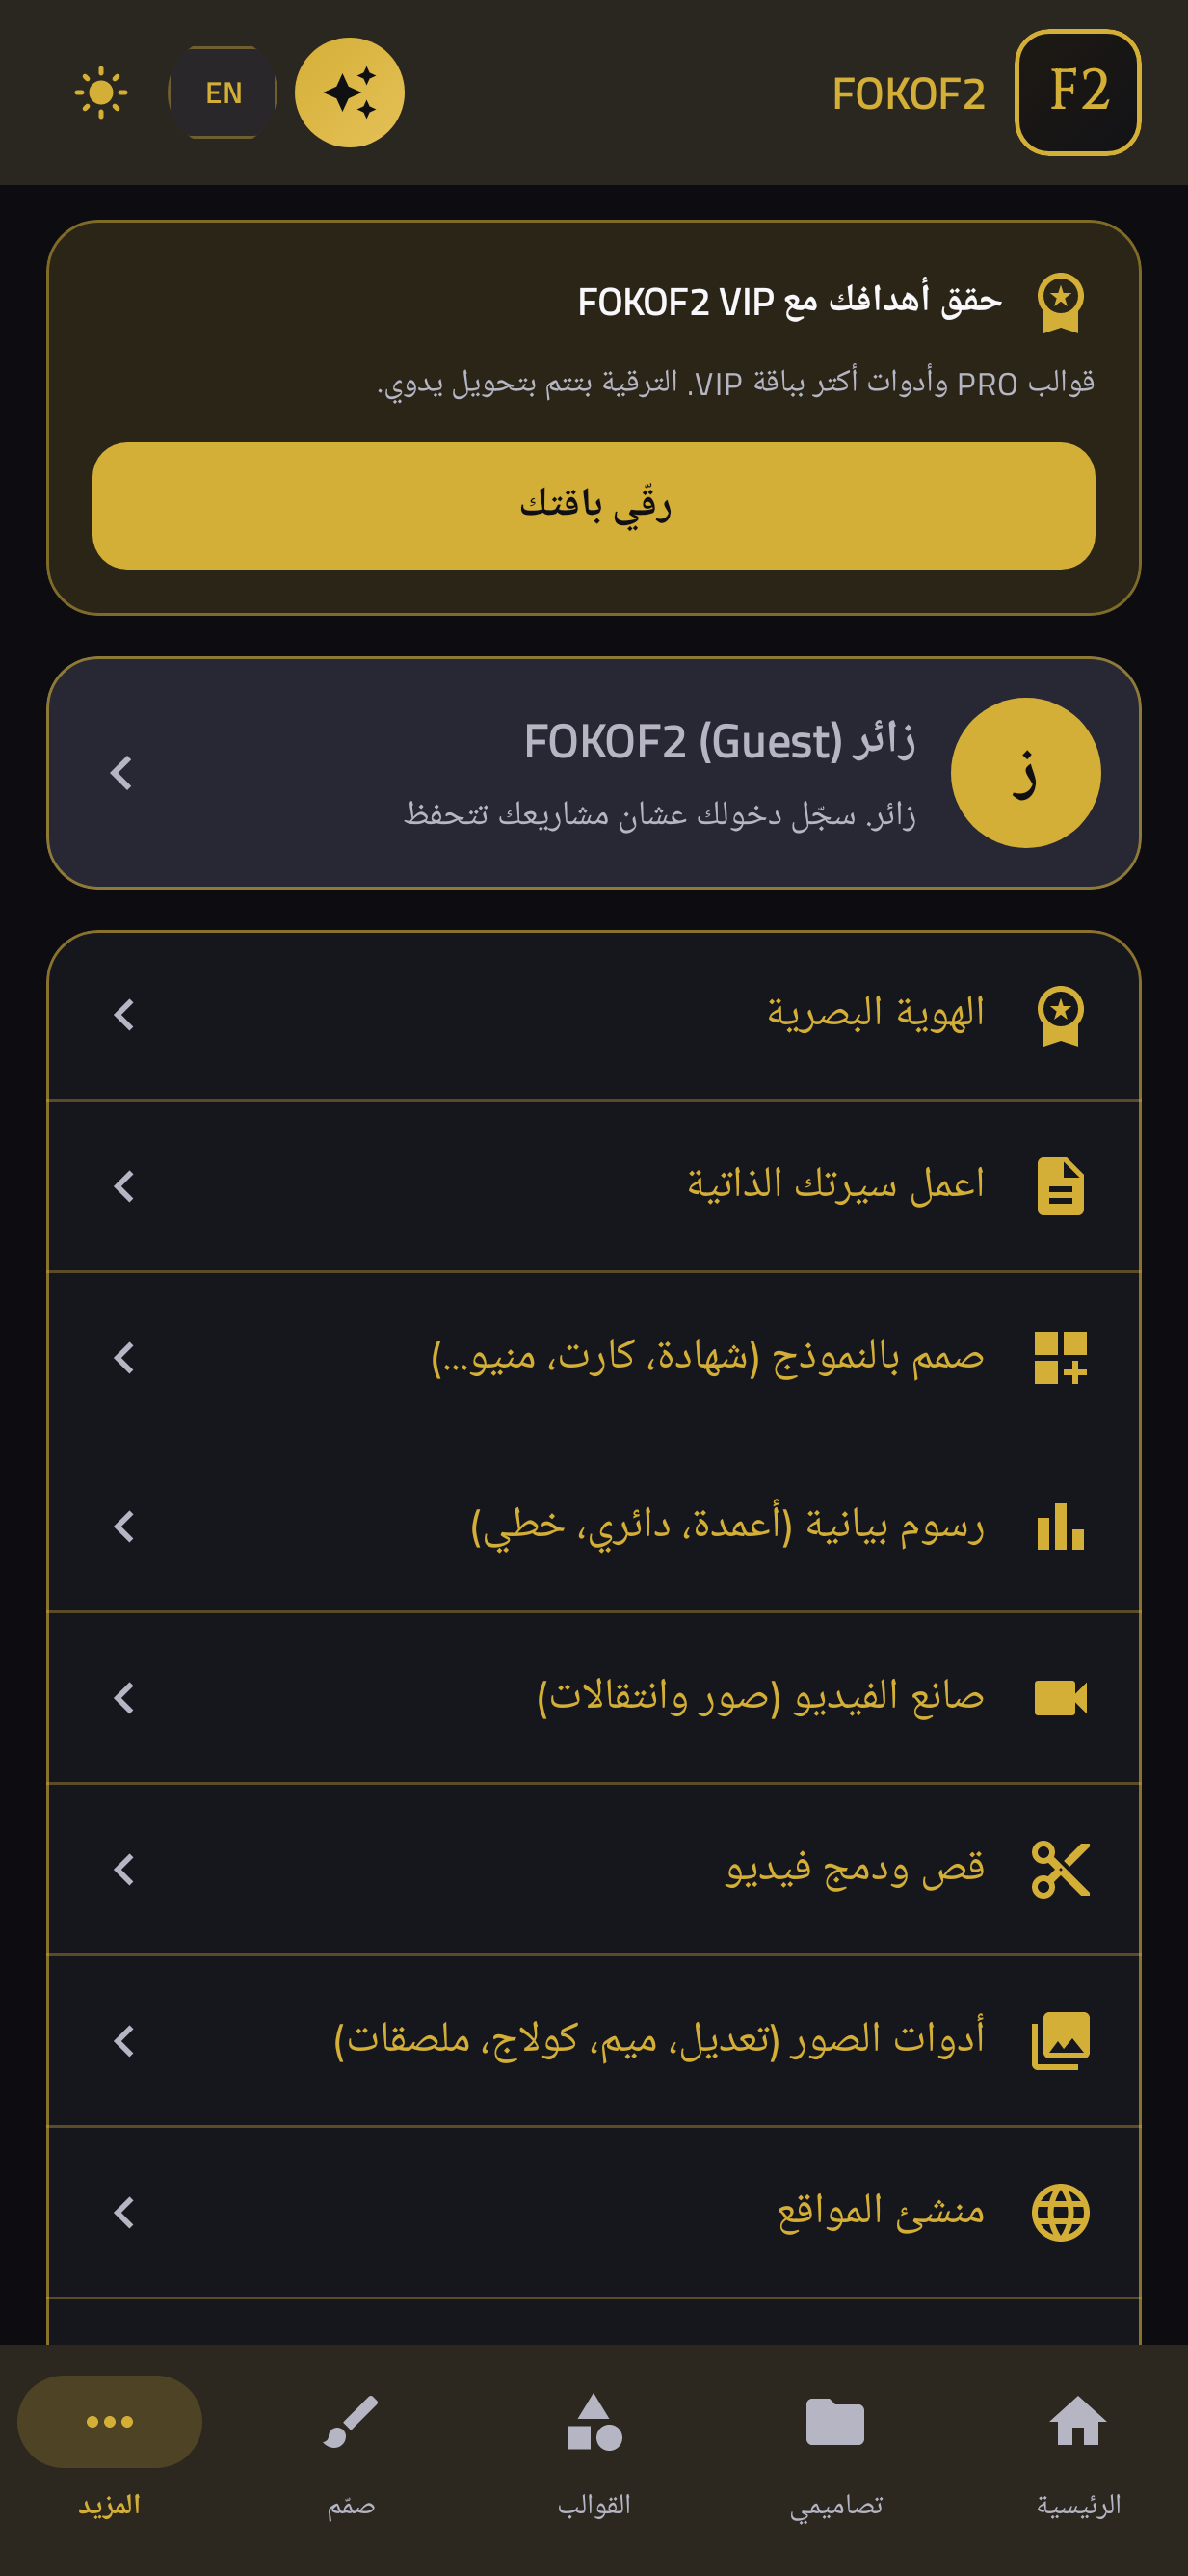 F2
FOKOF2
EN
حقق أهدافك مع FOKOF2 VIP
قوالب PRO وأدوات أكتر بباقة VIP. الترقية بتتم بتحويل يدوي.
رقّي باقتك
ز
زائر FOKOF2 (Guest)
زائر. سجّل دخولك عشان مشاريعك تتحفظ
الهوية البصرية
اعمل سيرتك الذاتية
صمم بالنموذج (شهادة، كارت، منيو...)
رسوم بيانية (أعمدة، دائري، خطي)
صانع الفيديو (صور وانتقالات)
قص ودمج فيديو
أدوات الصور (تعديل، ميم، كولاج، ملصقات)
منشئ المواقع
الرئيسية
تصاميمي
القوالب
صمّم
المزيد